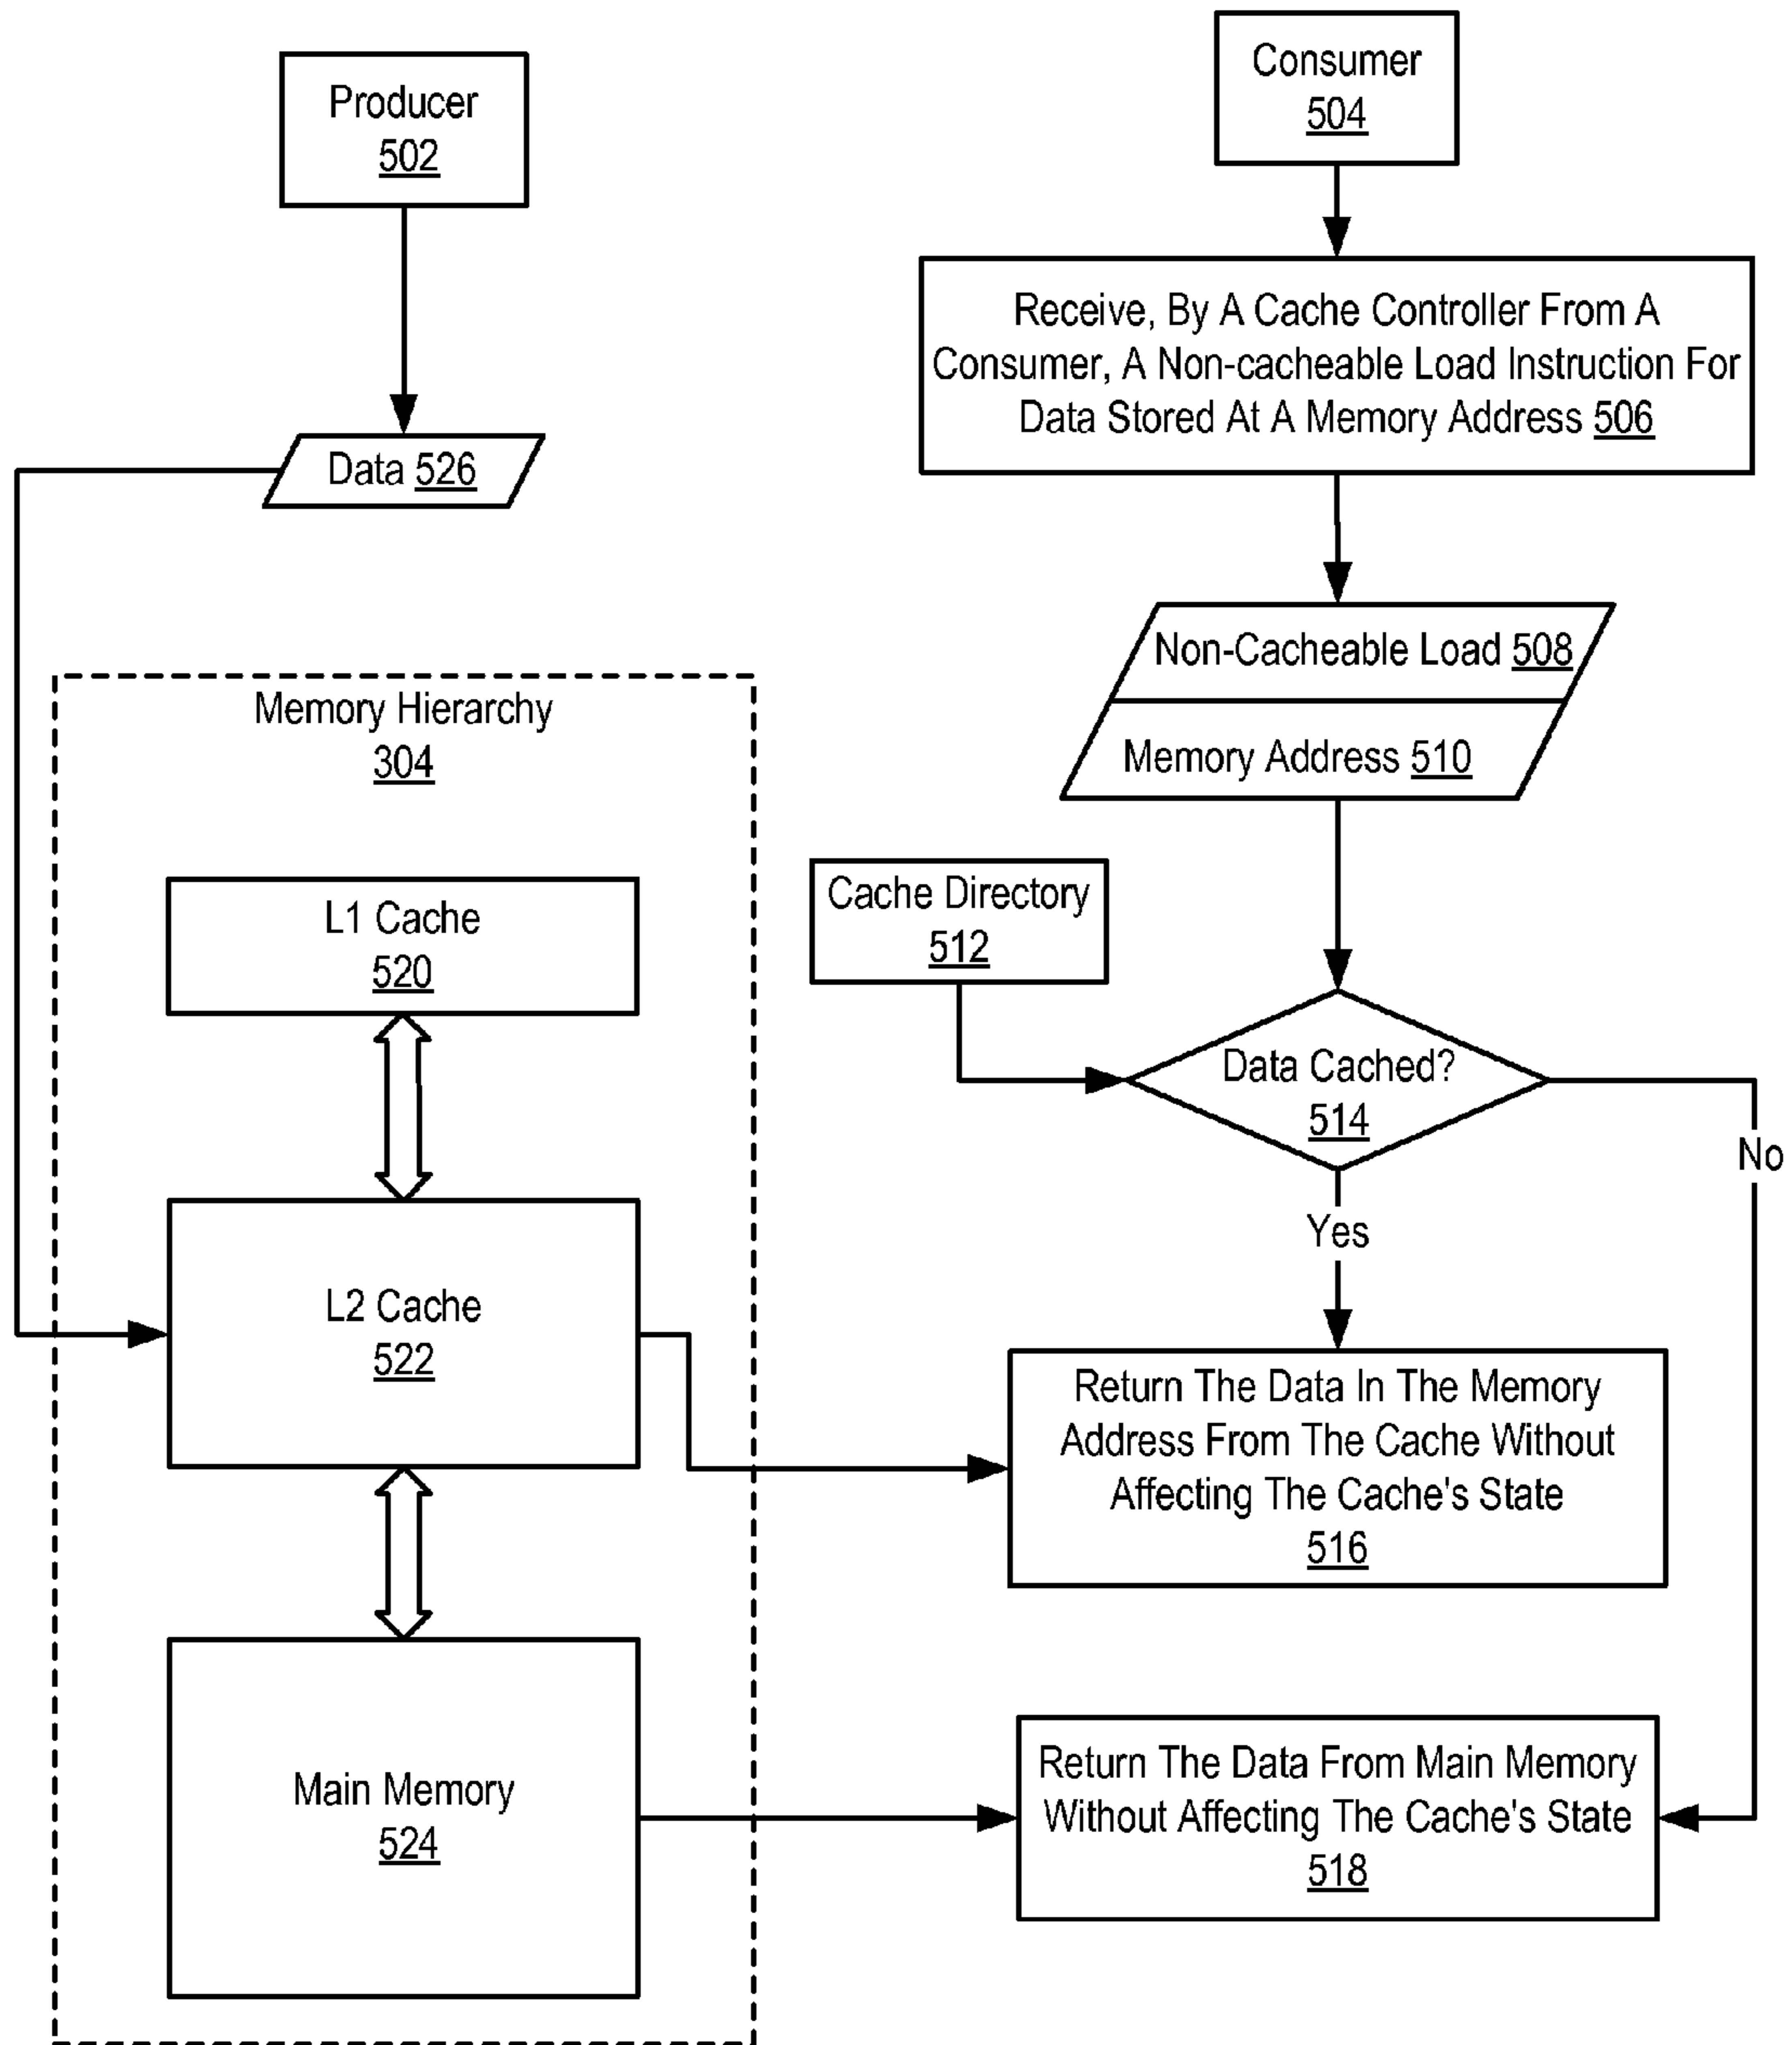 Producer
502
Consumer
504
Receive, By A Cache Controller From A
Consumer, A Non-cacheable Load Instruction For
Data Stored At A Memory Address 506
Data 526
Non-Cacheable Load 508
Memory Address 510
Memory Hierarchy
304
Cache Directory
512
L1 Cache
520
Data Cached?
514
No
Yes
L2 Cache
522
Return The Data In The Memory
Address From The Cache Without
Affecting The Cache's State
516
Main Memory
524
Return The Data From Main Memory
Without Affecting The Cache's State
518